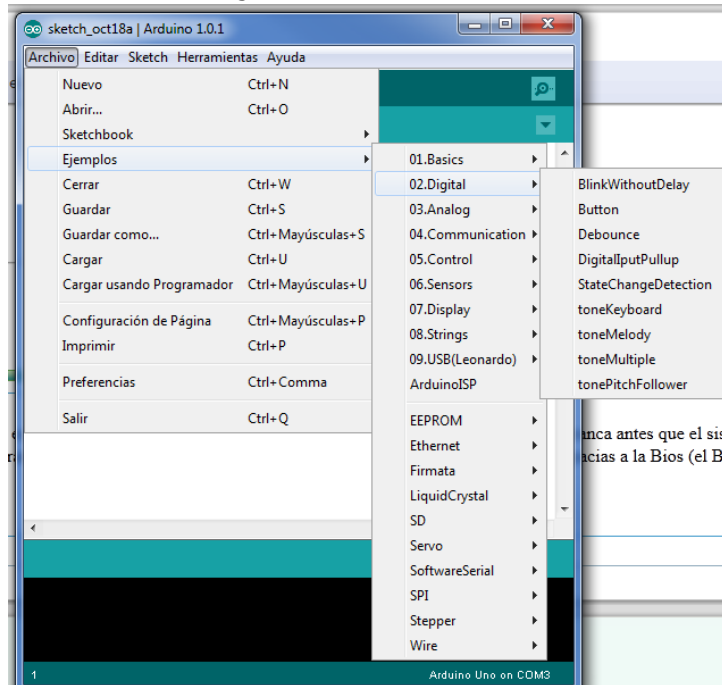 sketch_oct18a | Arduino 1.0.1
Archivo Editar Sketch Herramientas Ayuda
Nuevo Ctrl+N
Abrir... Ctrl+O
Sketchbook
Ejemplos
Cerrar Ctrl+W
Guardar Ctrl+S
Guardar como... Ctrl+Mayúsculas+S
Cargar Ctrl+U
Cargar usando Programador Ctrl+Mayúsculas+U
Configuración de Página Ctrl+Mayúsculas+P
Imprimir Ctrl+P
Preferencias Ctrl+Comma
Salir Ctrl+Q
01.Basics
02.Digital
03.Analog
04.Communication
05.Control
06.Sensors
07.Display
08.Strings
09.USB(Leonardo)
ArduinoISP
EEPROM
Ethernet
Firmata
LiquidCrystal
SD
Servo
SoftwareSerial
SPI
Stepper
Wire
BlinkWithoutDelay
Button
Debounce
DigitalIputPullup
StateChangeDetection
toneKeyboard
toneMelody
toneMultiple
tonePitchFollower
antes que el
a la Bios (el
1 Arduino Uno on COM3